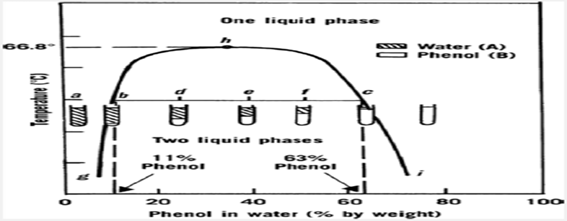 One liquid phase
66.8°
h
Water (A)
Phenol (B)
Temperature (°C)
a
b
d
e
f
c
Two liquid phases
11%
Phenol
63%
Phenol
g
i
0
20
40
60
80
100
Phenol in water (% by weight)